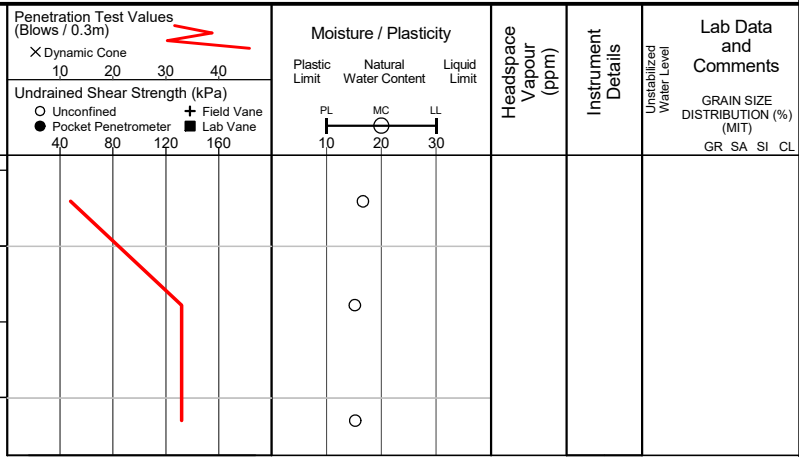 Penetration Test Values
(Blows / 0.3m)
Dynamic Cone
10 20 30 40
Undrained Shear Strength (kPa)
Unconfined Field Vane
Pocket Penetrometer Lab Vane
40 80 120 160
Moisture / Plasticity
Plastic Natural Liquid
Limit Water Content Limit
PL MC LL
10 20 30
Headspace
Vapour
(ppm)
Instrument
Details
Unstabilized
Water Level
Lab Data
and
Comments
GRAIN SIZE
DISTRIBUTION (%)
(MIT)
GR SA SI CL